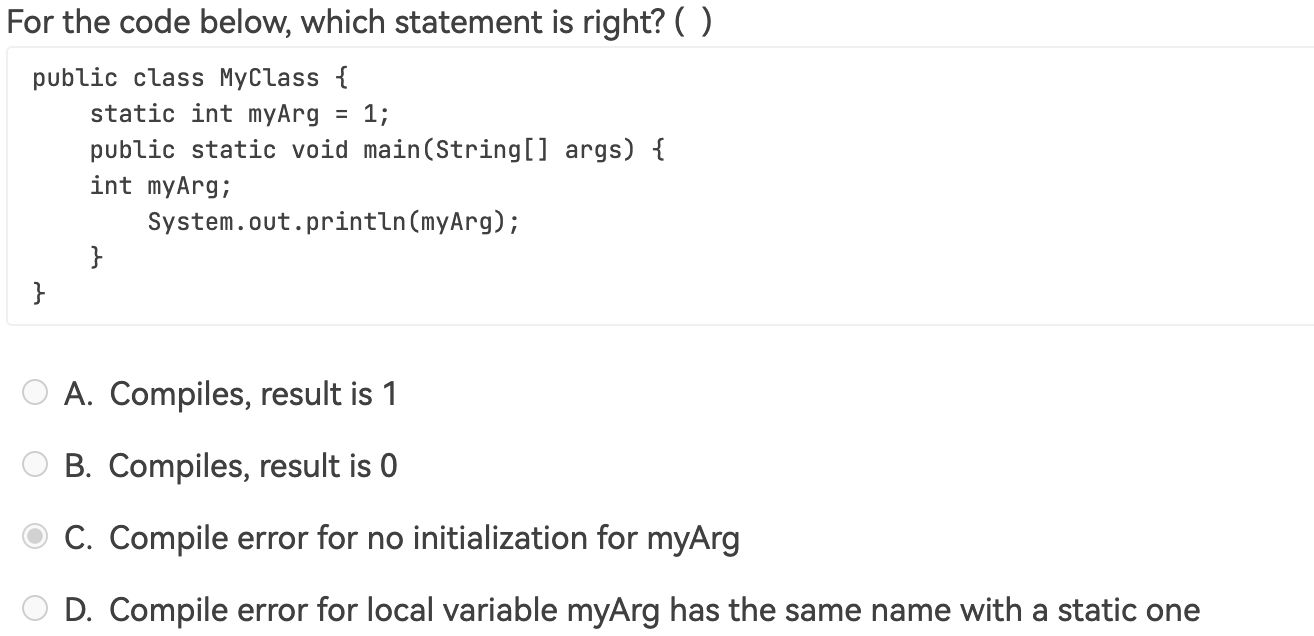 For the code below, which statement is right? ( )
public class MyClass {
    static int myArg = 1;
    public static void main(String[] args) {
    int myArg;
        System.out.println(myArg);
    }
}
A. Compiles, result is 1
B. Compiles, result is 0
C. Compile error for no initialization for myArg
D. Compile error for local variable myArg has the same name with a static one